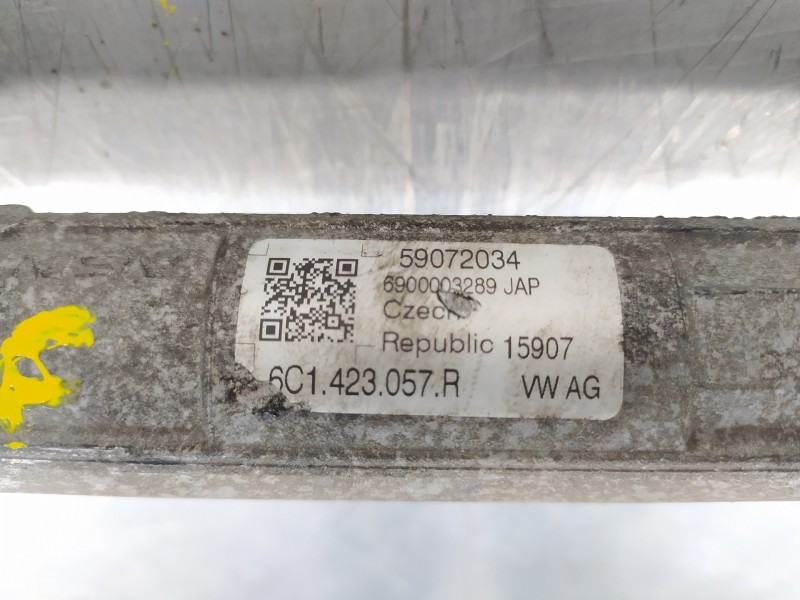 59072034
6900003289 JAP
Czech
Republic 15907
6C1.423.057.R VW AG